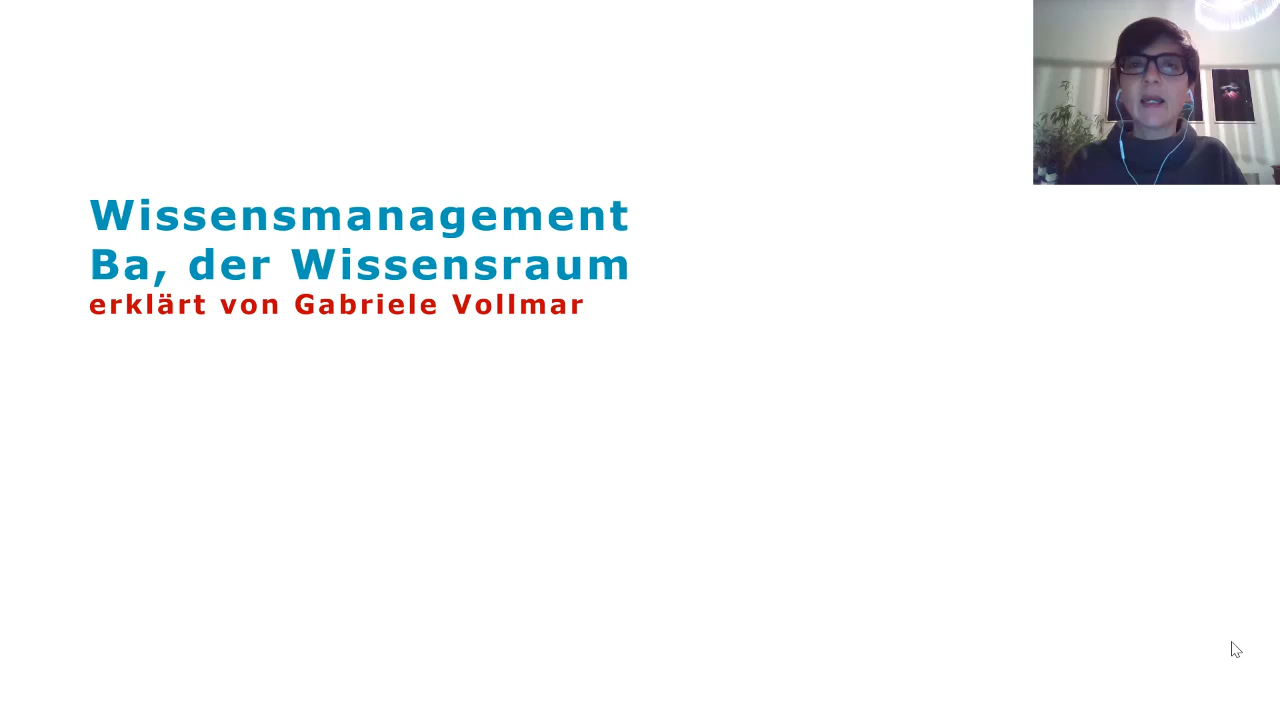 Wissensmanagement
Ba, der Wissensraum
erklärt von Gabriele Vollmar